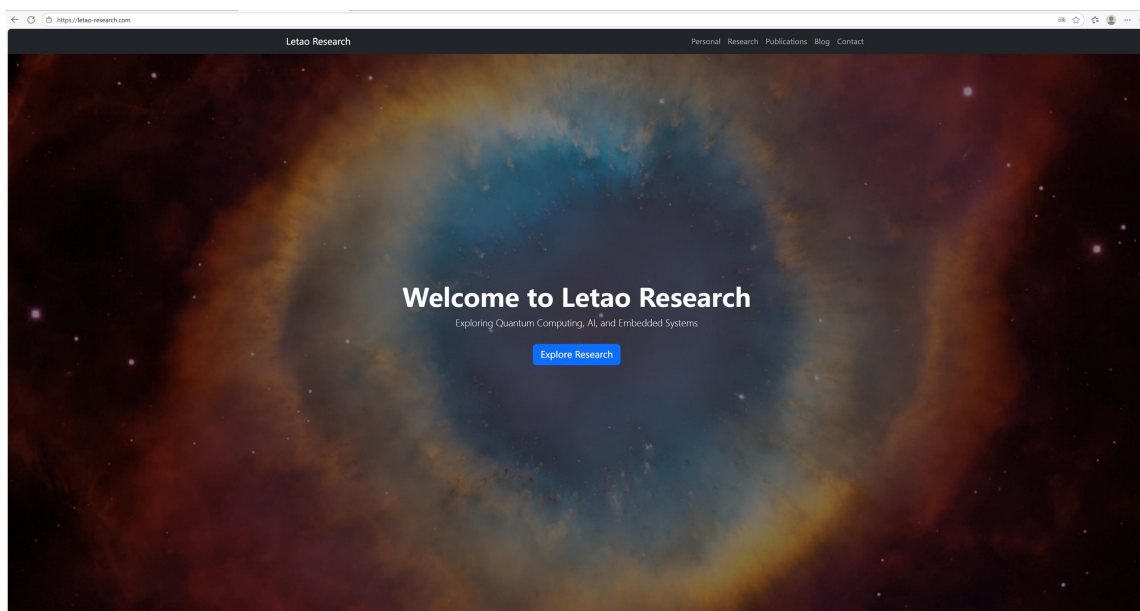 https://letao-research.com
Letao Research
Personal Research Publications Blog Contact
Welcome to Letao Research
Exploring Quantum Computing, AI, and Embedded Systems
Explore Research